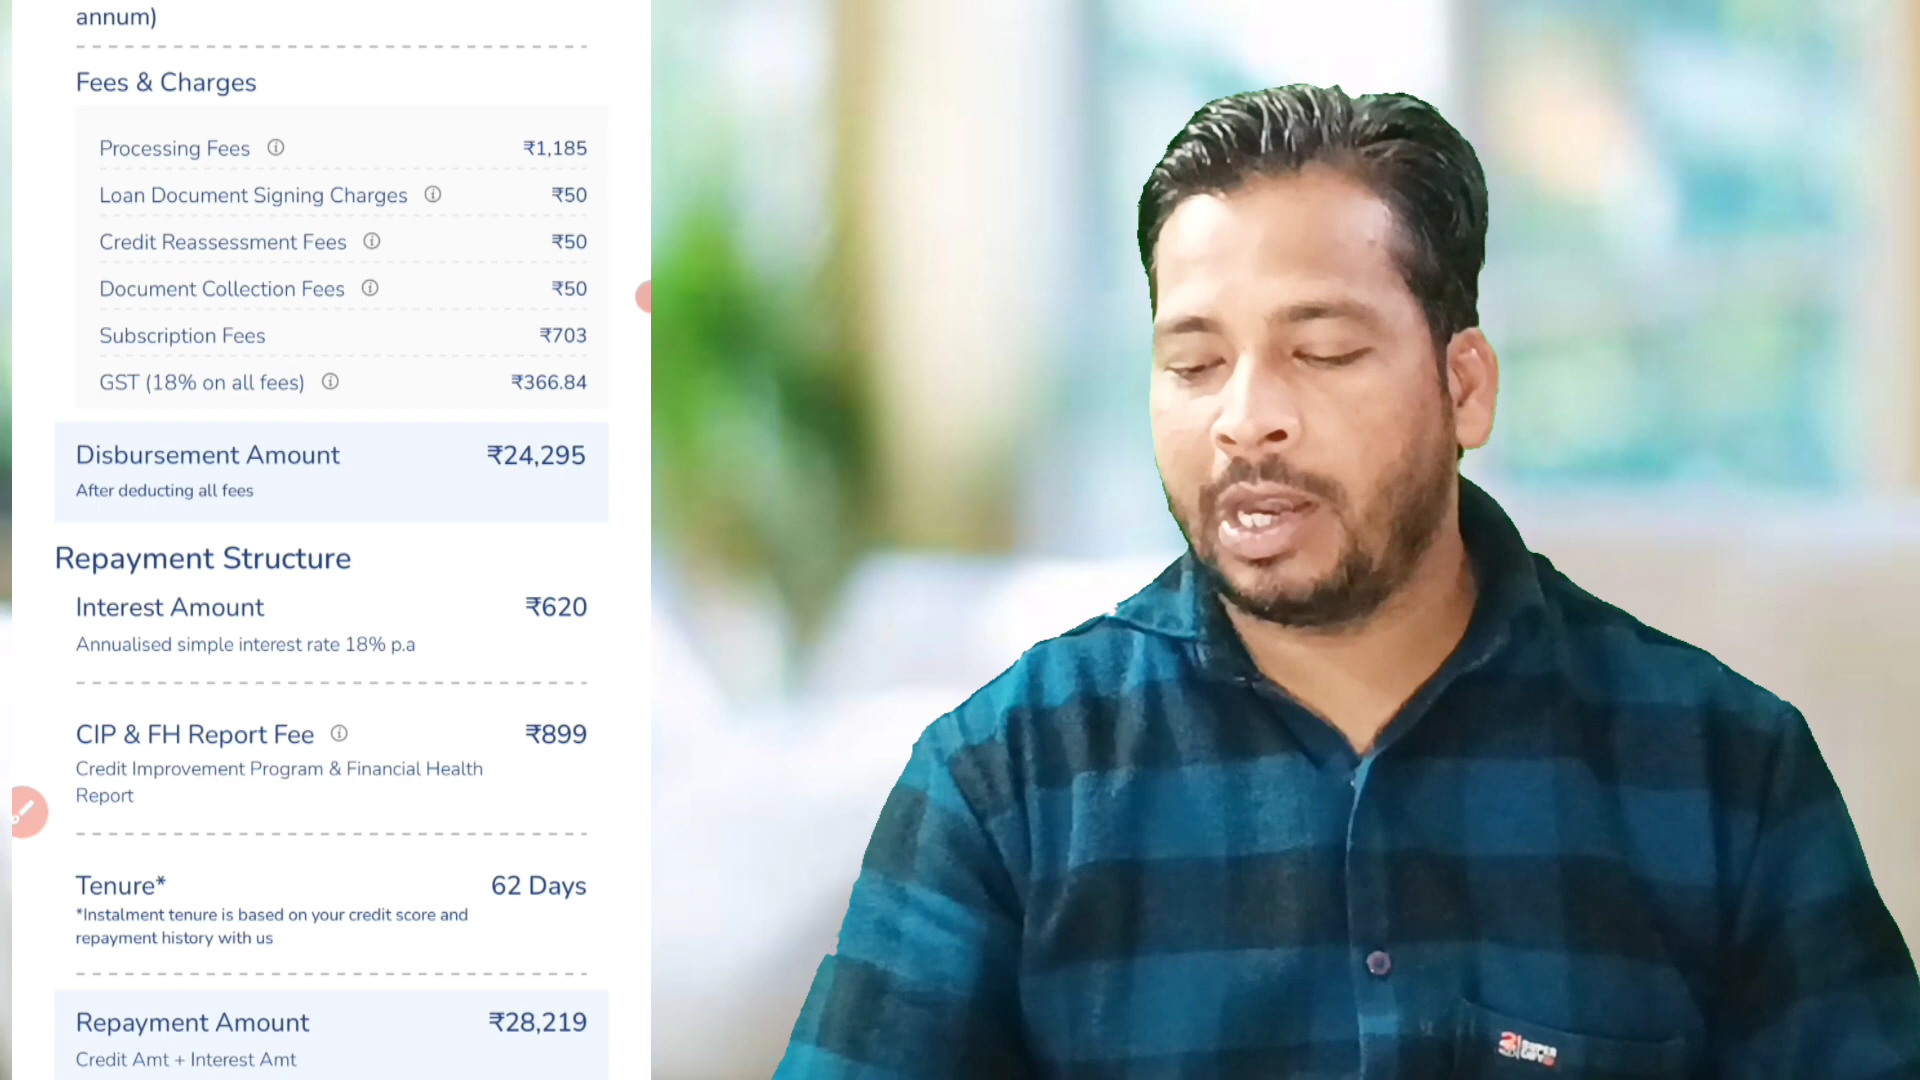 annum)
Fees & Charges
Processing Fees ₹1,185
Loan Document Signing Charges ₹50
Credit Reassessment Fees ₹50
Document Collection Fees ₹50
Subscription Fees ₹703
GST (18% on all fees) ₹366.84
Disbursement Amount ₹24,295
After deducting all fees
Repayment Structure
Interest Amount ₹620
Annualised simple interest rate 18% p.a
CIP & FH Report Fee ₹899
Credit Improvement Program & Financial Health
Report
Tenure* 62 Days
*Instalment tenure is based on your credit score and
repayment history with us
Repayment Amount ₹28,219
Credit Amt + Interest Amt